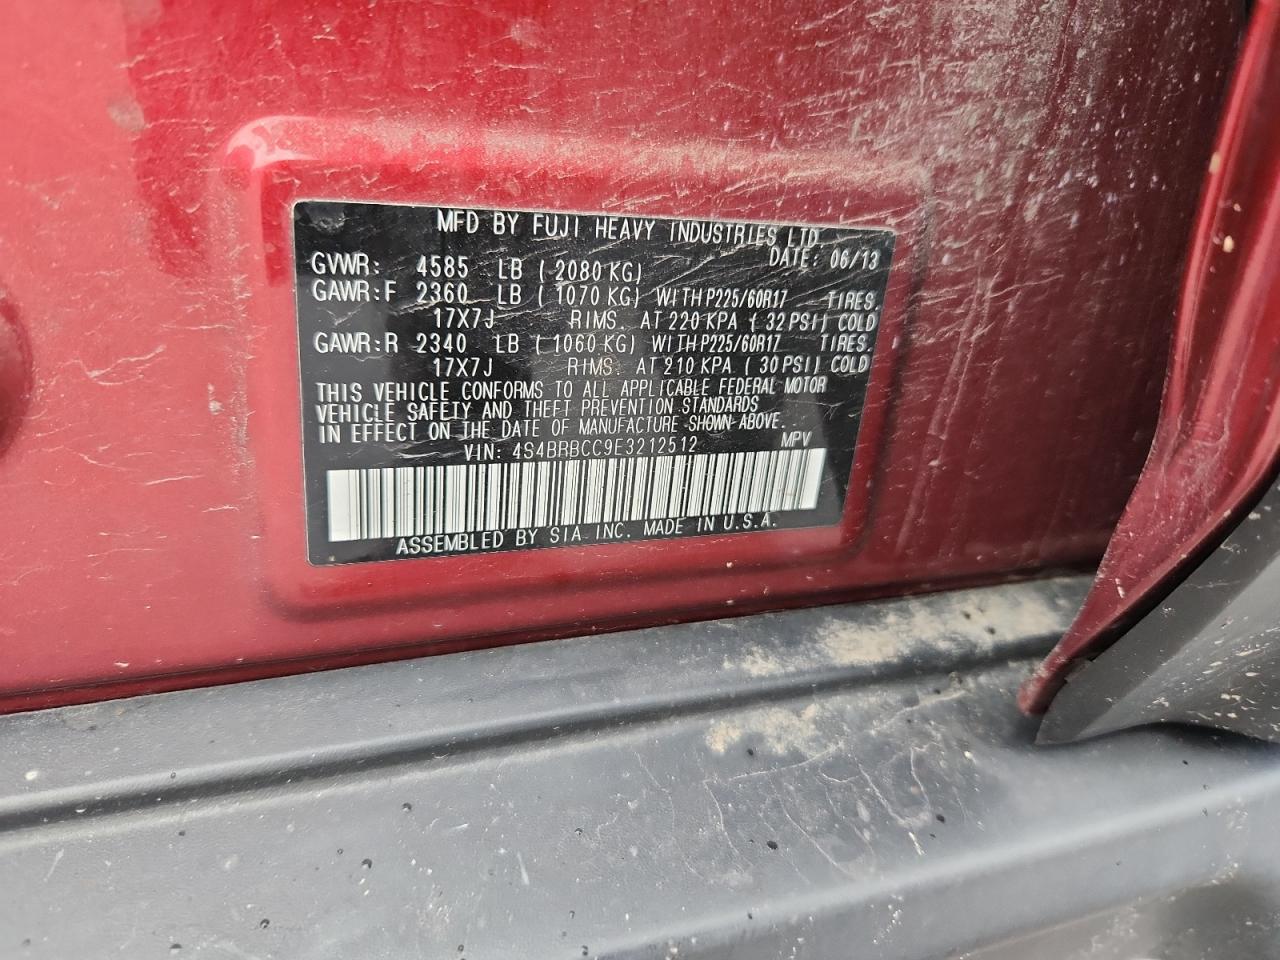 MFD BY FUJI HEAVY INDUSTRIES LTD.
DATE: 06/13
GVWR: 4585 LB (2080 KG)
GAWR:F 2360 LB (1070 KG) WITH P225/60R17 TIRES.
17X7J RIMS. AT 220 KPA (32 PSI) COLD
GAWR:R 2340 LB (1060 KG) WITH P225/60R17 TIRES.
17X7J RIMS. AT 210 KPA (30 PSI) COLD
THIS VEHICLE CONFORMS TO ALL APPLICABLE FEDERAL MOTOR
VEHICLE SAFETY AND THEFT PREVENTION STANDARDS
IN EFFECT ON THE DATE OF MANUFACTURE SHOWN ABOVE.
VIN: 4S4BRBCC9E3212512 MPV
ASSEMBLED BY SIA INC. MADE IN U.S.A.